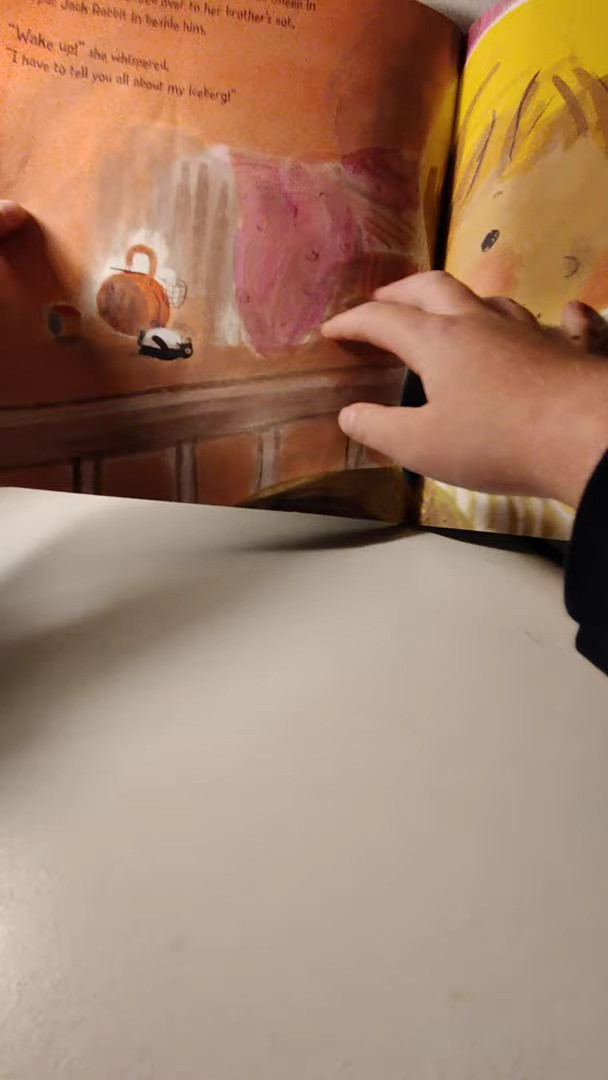 over to her brother's cot,
Jack Rabbit in beside him.
"Wake up!" she whispered,
"I have to tell you all about my Iceberg!"